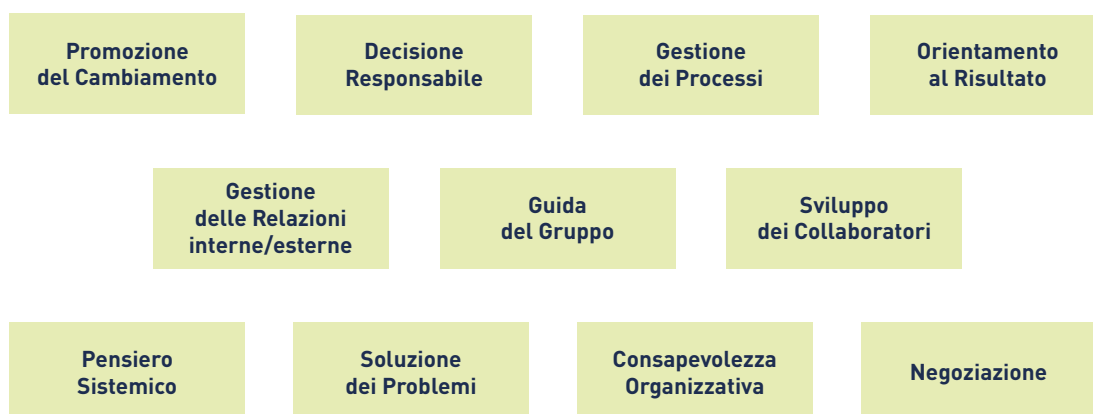 Promozione
del Cambiamento
Decisione
Responsabile
Gestione
dei Processi
Orientamento
al Risultato
Gestione
delle Relazioni
interne/esterne
Guida
del Gruppo
Sviluppo
dei Collaboratori
Pensiero
Sistemico
Soluzione
dei Problemi
Consapevolezza
Organizzativa
Negoziazione